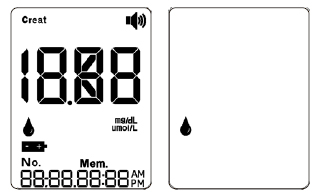 Creat
18.88
mg/dL
umol/L
- +
No. Mem.
88:88.88:88 AM
PM